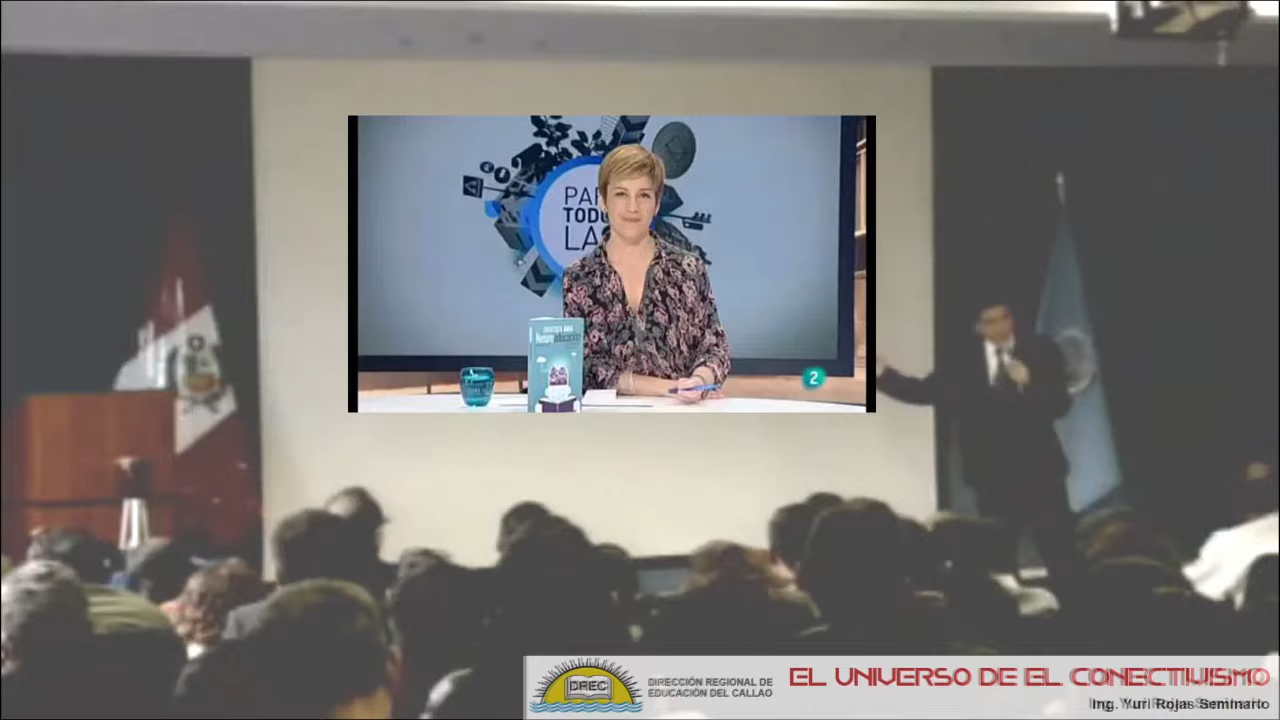 PAR
TODO
LA
Neuroeducación
2
DREC
DIRECCIÓN REGIONAL DE
EDUCACIÓN DEL CALLAO
EL UNIVERSO DE EL CONECTIVISMO
Ing. Yuri Rojas Seminario